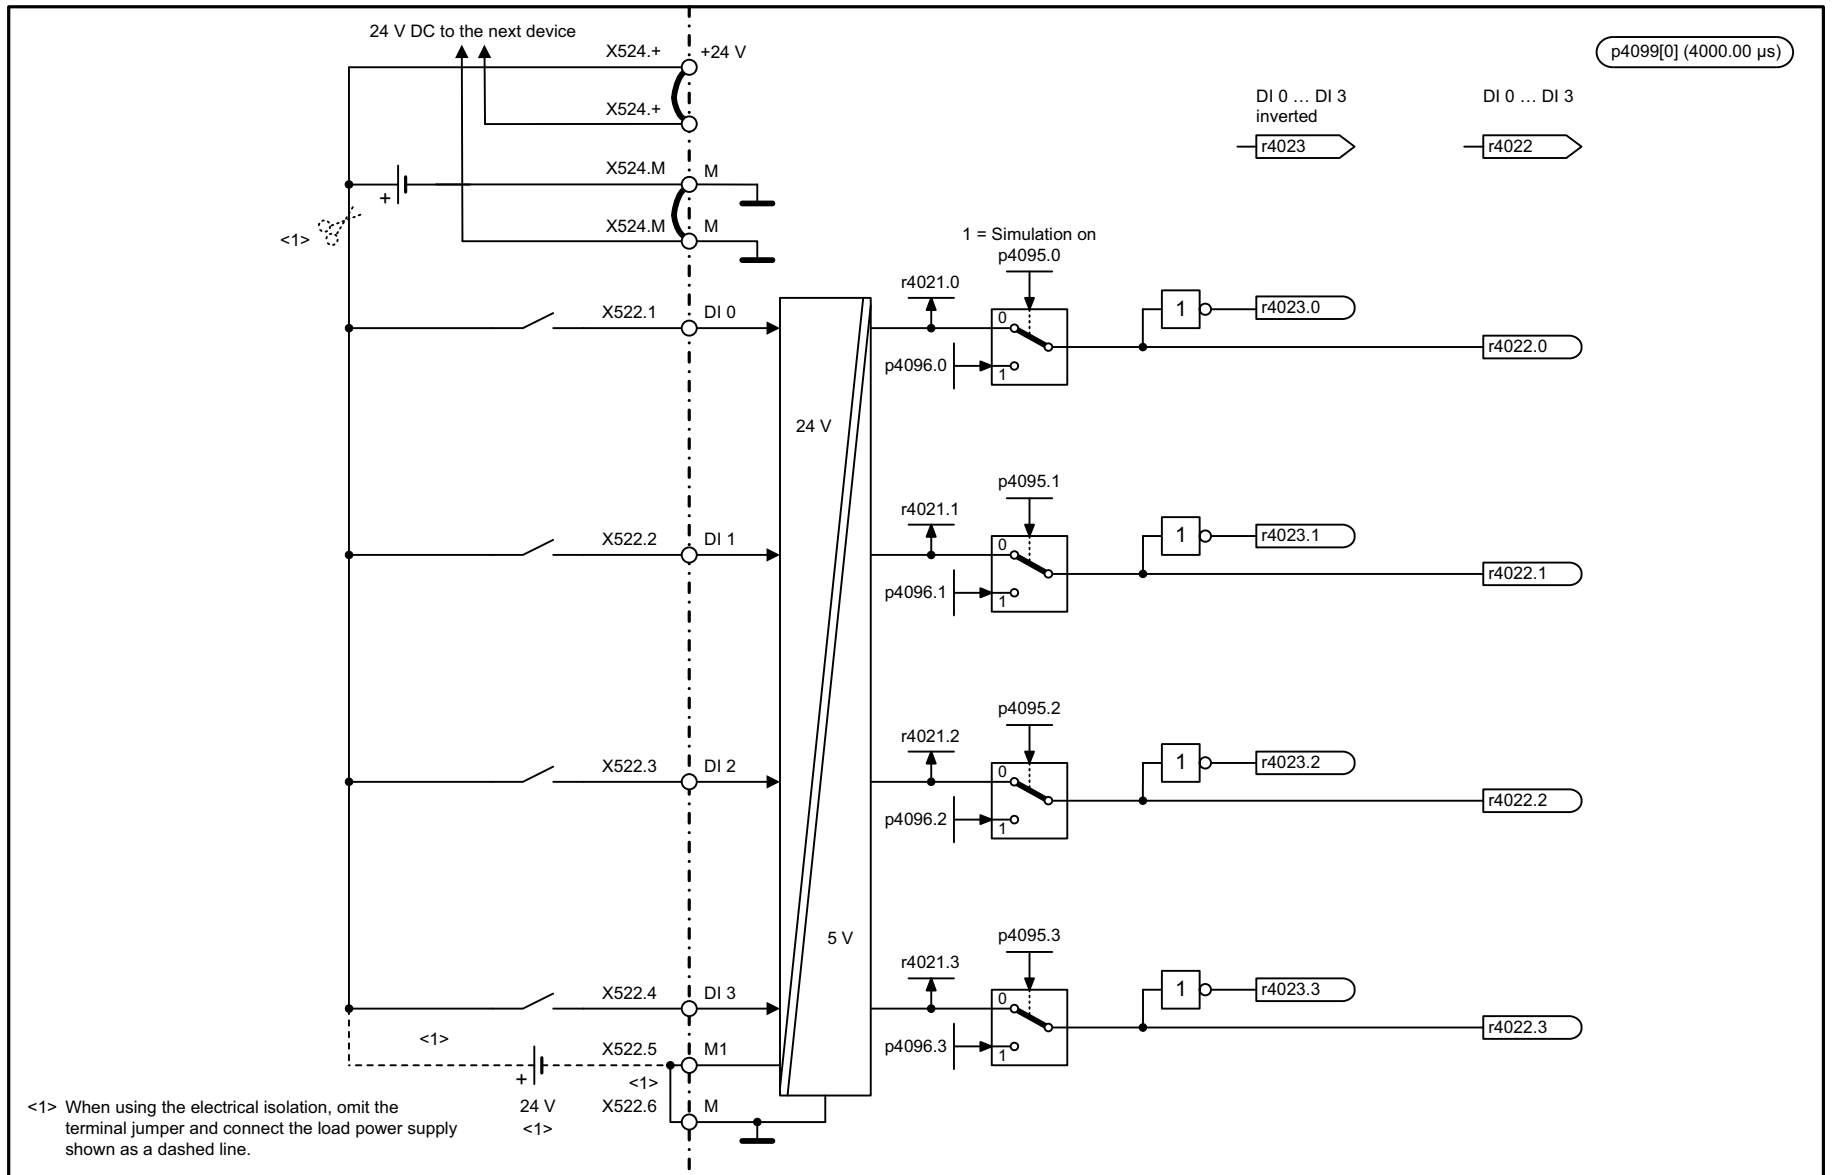 24 V DC to the next device
X524.+
+24 V
p4099[0] (4000.00 µs)
X524.+
DI 0 … DI 3
inverted
DI 0 … DI 3
r4023
r4022
X524.M
M
+
<1>
X524.M
M
1 = Simulation on
p4095.0
r4021.0
X522.1
DI 0
0
1
r4023.0
r4022.0
p4096.0
1
24 V
p4095.1
r4021.1
X522.2
DI 1
0
1
r4023.1
r4022.1
p4096.1
1
p4095.2
r4021.2
X522.3
DI 2
0
1
r4023.2
r4022.2
p4096.2
1
5 V
p4095.3
r4021.3
X522.4
DI 3
0
1
r4023.3
r4022.3
p4096.3
1
<1>
X522.5
M1
+
<1>
24 V
<1>
X522.6
M
<1> When using the electrical isolation, omit the
terminal jumper and connect the load power supply
shown as a dashed line.